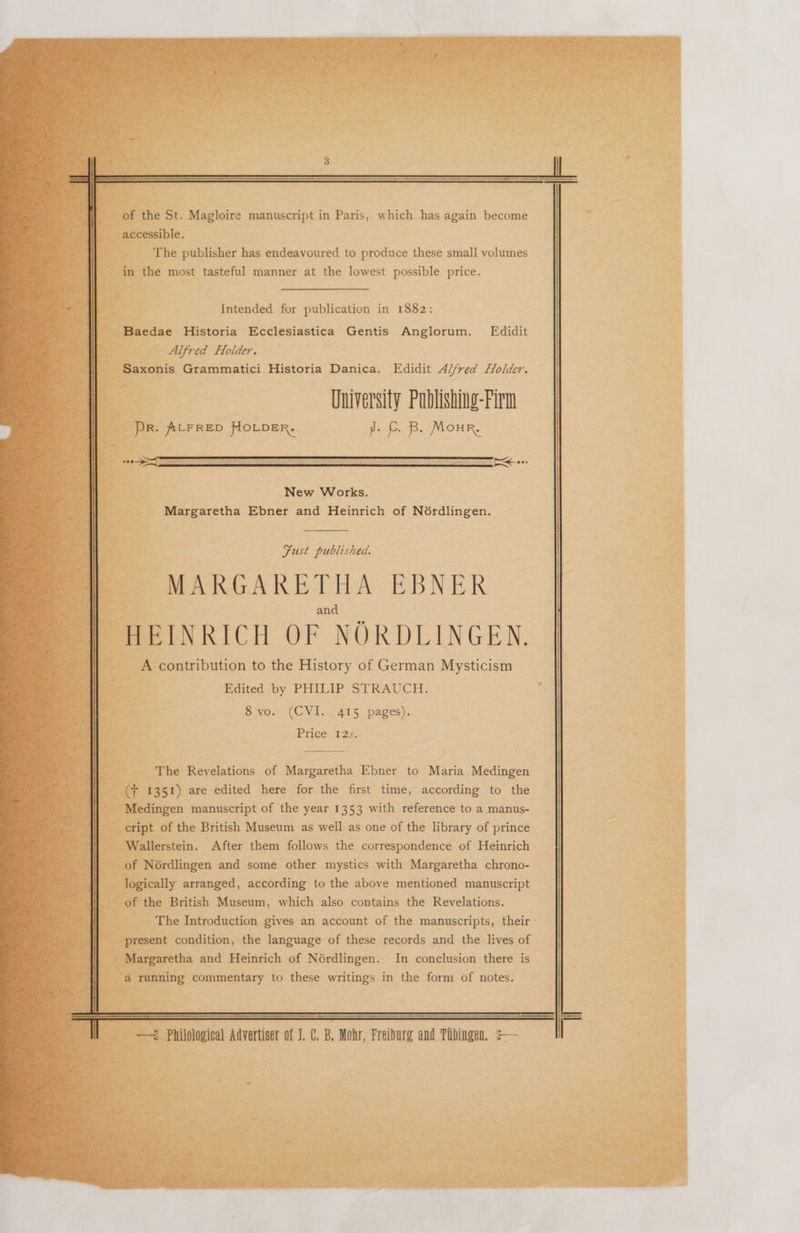 3
of the St. Magloire manuscript in Paris, which has again become
accessible.
The publisher has endeavoured to produce these small volumes
in the most tasteful manner at the lowest possible price.
Intended for publication in 1882:
Baedae Historia Ecclesiastica Gentis Anglorum. Edidit
Alfred Holder.
Saxonis Grammatici Historia Danica. Edidit Alfred Holder.
University Publishing-Firm
DR. ALFRED HOLDER. J. C. B. MOHR.
New Works.
Margaretha Ebner and Heinrich of Nördlingen.
Just published.
MARGARETHA EBNER
and
HEINRICH OF NÖRDLINGEN.
A contribution to the History of German Mysticism
Edited by PHILIP STRAUCH.
8 vo. (CVI. 415 pages).
Price 12s.
The Revelations of Margaretha Ebner to Maria Medingen
(† 1351) are edited here for the first time, according to the
Medingen manuscript of the year 1353 with reference to a manus-
cript of the British Museum as well as one of the library of prince
Wallerstein. After them follows the correspondence of Heinrich
of Nördlingen and some other mystics with Margaretha chrono-
logically arranged, according to the above mentioned manuscript
of the British Museum, which also contains the Revelations.
The Introduction gives an account of the manuscripts, their
present condition, the language of these records and the lives of
Margaretha and Heinrich of Nördlingen. In conclusion there is
a running commentary to these writings in the form of notes.
Philological Advertiser of J. C. B. Mohr, Freiburg and Tübingen.